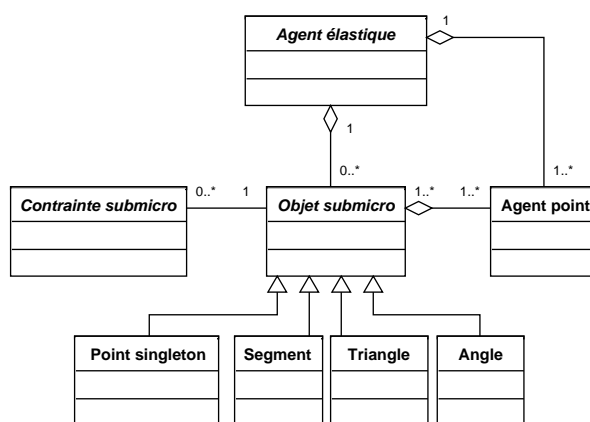 Agent élastique
1
1
0..*
1..*
Contrainte submicro
0..*
1
Objet submicro
1..*
1..*
Agent point
Point singleton
Segment
Triangle
Angle